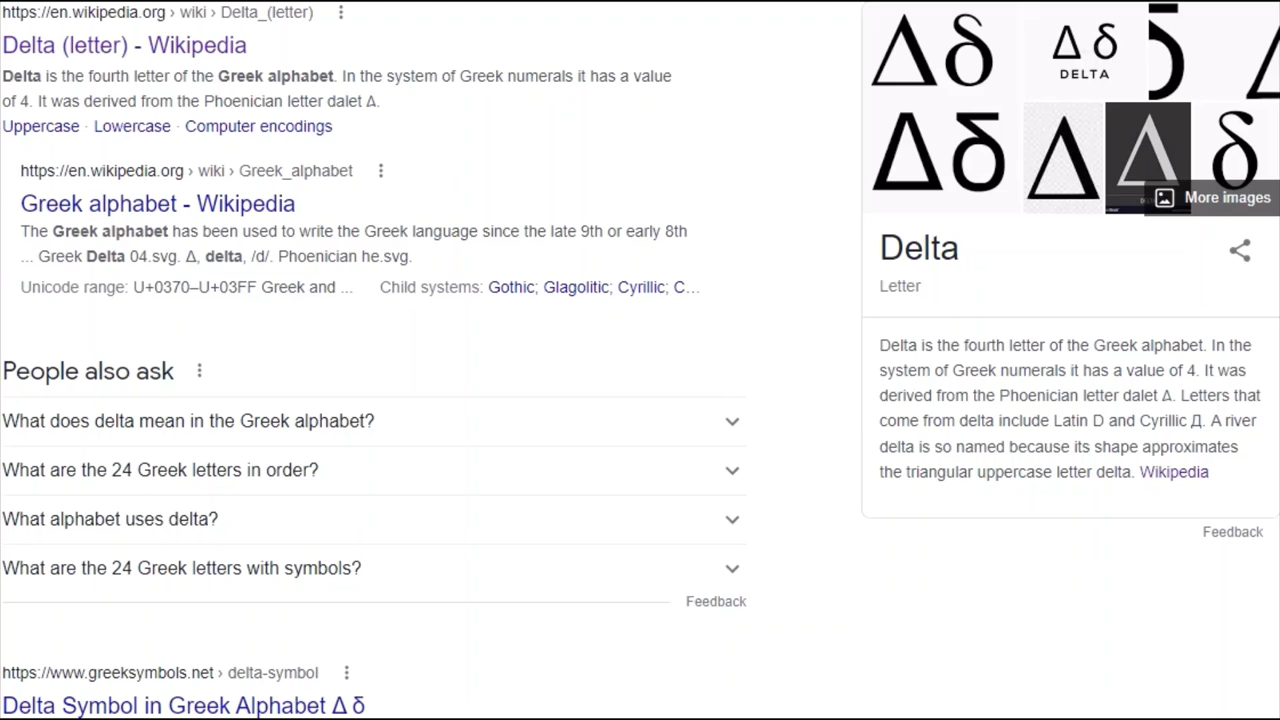 https://en.wikipedia.org › wiki › Delta_(letter)
Delta (letter) - Wikipedia
Delta is the fourth letter of the Greek alphabet. In the system of Greek numerals it has a value
of 4. It was derived from the Phoenician letter dalet Δ.
Uppercase · Lowercase · Computer encodings
https://en.wikipedia.org › wiki › Greek_alphabet
Greek alphabet - Wikipedia
The Greek alphabet has been used to write the Greek language since the late 9th or early 8th
... Greek Delta 04.svg. Δ, delta, /d/. Phoenician he.svg.
Unicode range: U+0370–U+03FF Greek and ... Child systems: Gothic; Glagolitic; Cyrillic; C...
People also ask
What does delta mean in the Greek alphabet?
What are the 24 Greek letters in order?
What alphabet uses delta?
What are the 24 Greek letters with symbols?
Feedback
https://www.greeksymbols.net › delta-symbol
Delta Symbol in Greek Alphabet Δ δ
Δ δ
Δ δ
DELTA
Δ δ
Δ
Δ
δ
More images
Delta
Letter
Delta is the fourth letter of the Greek alphabet. In the
system of Greek numerals it has a value of 4. It was
derived from the Phoenician letter dalet Δ. Letters that
come from delta include Latin D and Cyrillic Д. A river
delta is so named because its shape approximates
the triangular uppercase letter delta. Wikipedia
Feedback